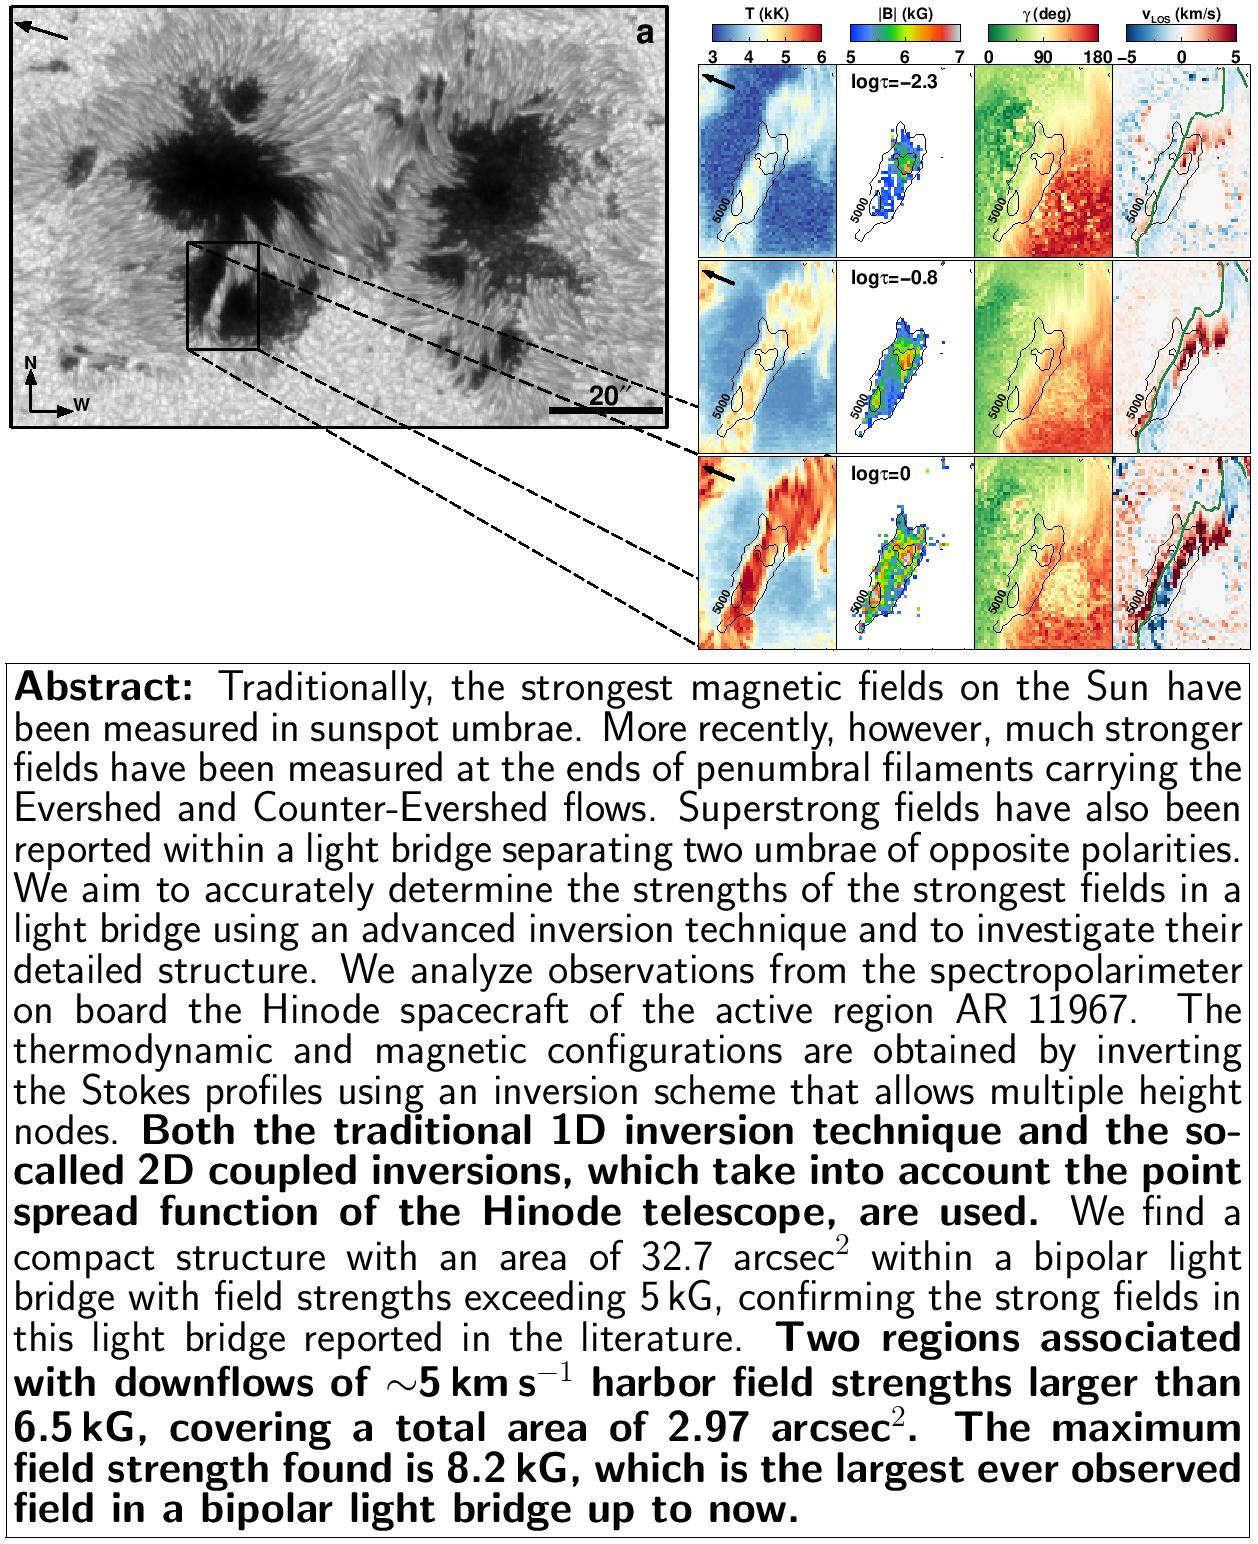 a
N
W
20″
T (kK)
3 4 5 6
|B| (kG)
5 6 7
γ (deg)
0 90 180
vLOS (km/s)
−5 0 5
logτ=−2.3
5000
5000
5000
5000
logτ=−0.8
5000
5000
5000
5000
logτ=0
5000
5000
5000
5000
Abstract: Traditionally, the strongest magnetic fields on the Sun have
been measured in sunspot umbrae. More recently, however, much stronger
fields have been measured at the ends of penumbral filaments carrying the
Evershed and Counter-Evershed flows. Superstrong fields have also been
reported within a light bridge separating two umbrae of opposite polarities.
We aim to accurately determine the strengths of the strongest fields in a
light bridge using an advanced inversion technique and to investigate their
detailed structure. We analyze observations from the spectropolarimeter
on board the Hinode spacecraft of the active region AR 11967. The
thermodynamic and magnetic configurations are obtained by inverting
the Stokes profiles using an inversion scheme that allows multiple height
nodes. Both the traditional 1D inversion technique and the so-
called 2D coupled inversions, which take into account the point
spread function of the Hinode telescope, are used. We find a
compact structure with an area of 32.7 arcsec² within a bipolar light
bridge with field strengths exceeding 5 kG, confirming the strong fields in
this light bridge reported in the literature. Two regions associated
with downflows of ∼5 km s⁻¹ harbor field strengths larger than
6.5 kG, covering a total area of 2.97 arcsec². The maximum
field strength found is 8.2 kG, which is the largest ever observed
field in a bipolar light bridge up to now.